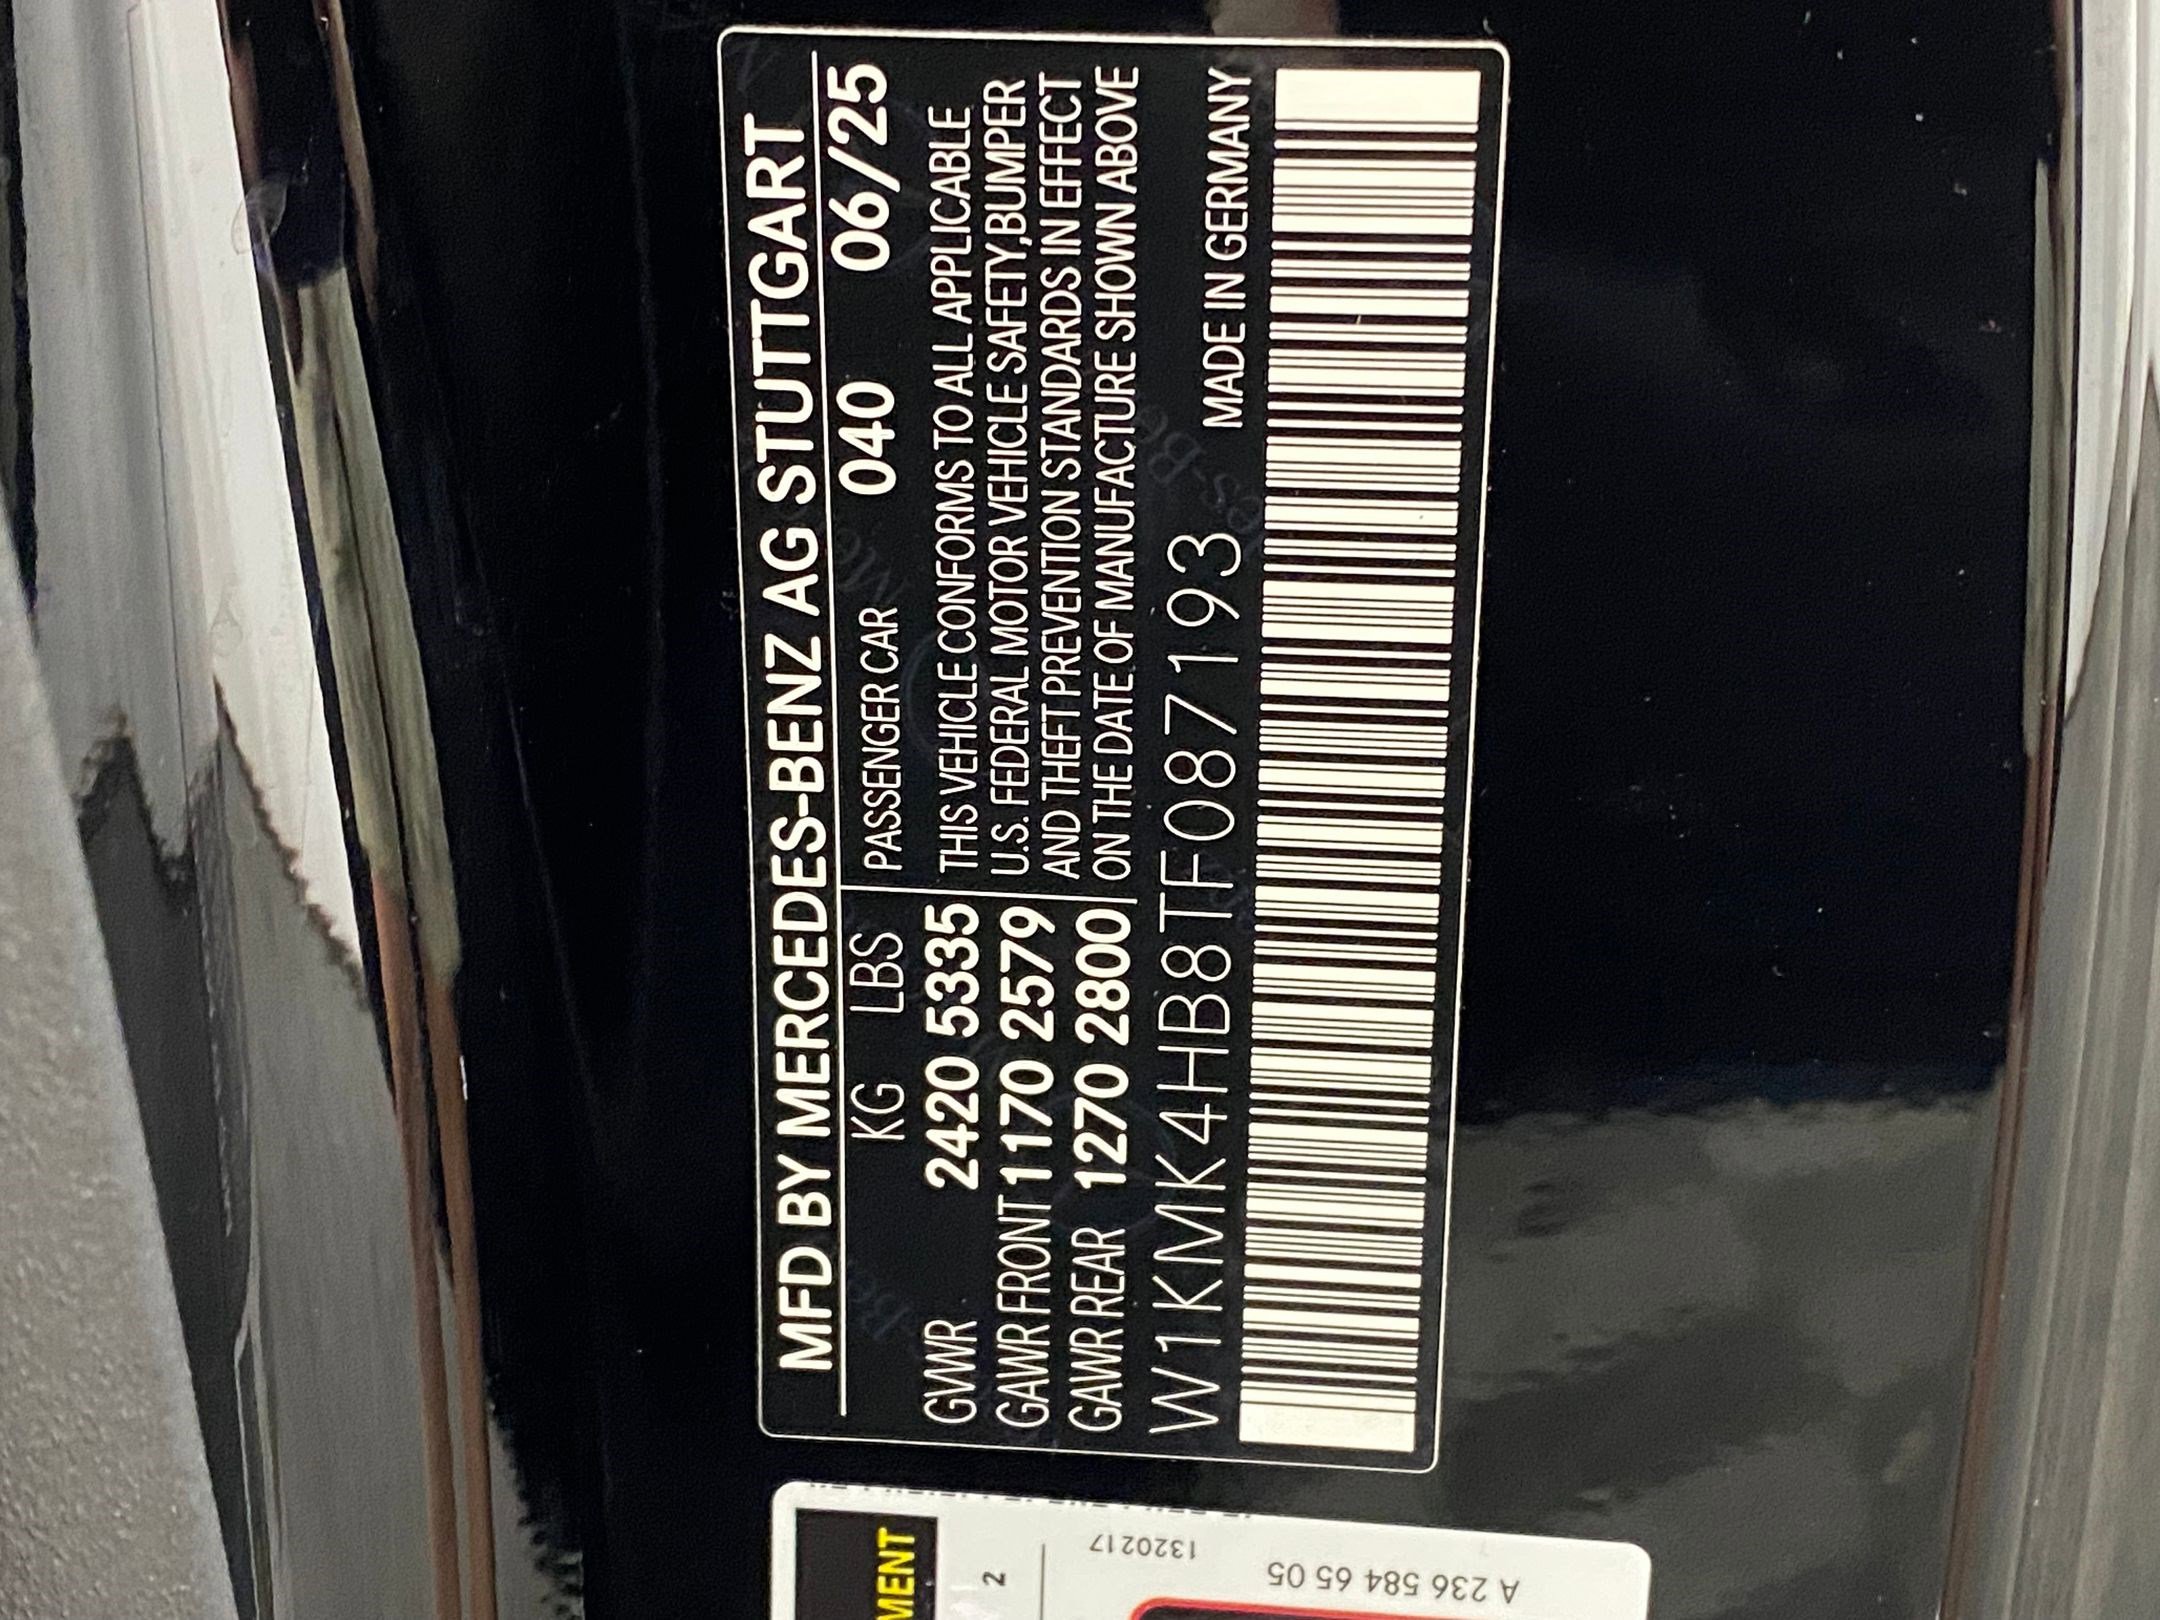 MFD BY MERCEDES-BENZ AG STUTTGART
KG LBS PASSENGER CAR 040 06/25
GVWR 2420 5335 THIS VEHICLE CONFORMS TO ALL APPLICABLE
U.S. FEDERAL MOTOR VEHICLE SAFETY,BUMPER
GAWR FRONT 1170 2579 AND THEFT PREVENTION STANDARDS IN EFFECT
GAWR REAR 1270 2800 ON THE DATE.OF MANUFACTURE SHOWN ABOVE
W1KMK4HB8TF087193 MADE IN GERMANY
MENT
2
1320217
A 236 584 65 05